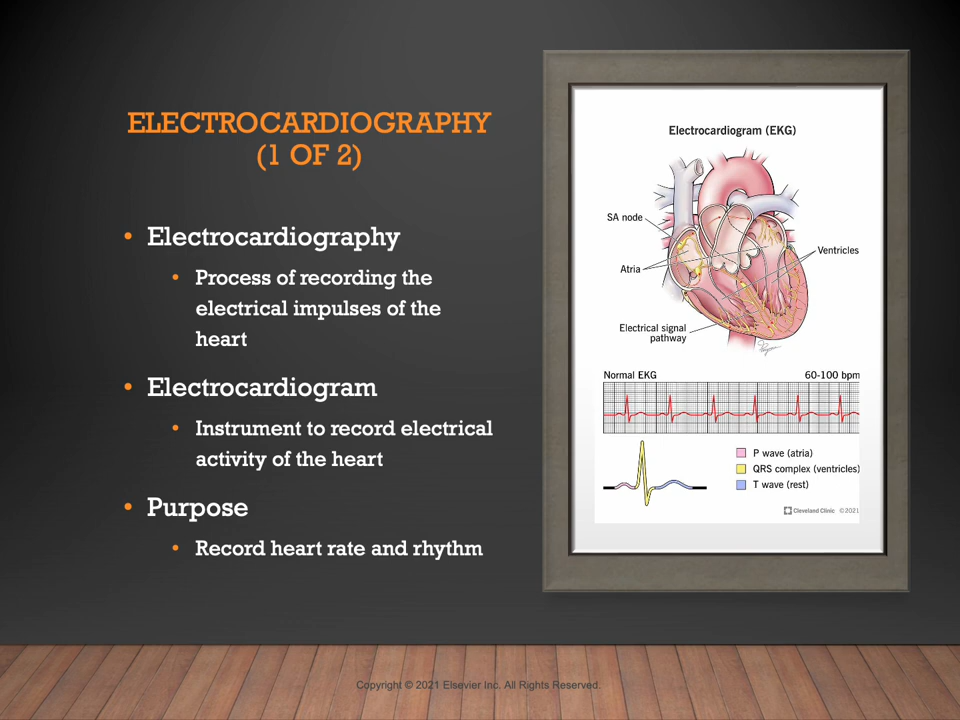 ELECTROCARDIOGRAPHY
(1 OF 2)
• Electrocardiography
• Process of recording the
electrical impulses of the
heart
• Electrocardiogram
• Instrument to record electrical
activity of the heart
• Purpose
• Record heart rate and rhythm
Electrocardiogram (EKG)
SA node
Ventricles
Atria
Electrical signal
pathway
Normal EKG 60-100 bpm
P wave (atria)
QRS complex (ventricles)
T wave (rest)
Cleveland Clinic ©2021
Copyright © 2021 Elsevier Inc. All Rights Reserved.